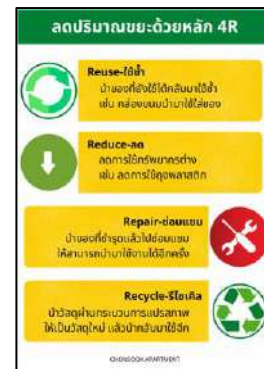 ลดปริมาณขยะด้วยหลัก 4R
Reuse-ใช้ซ้ำ
นำของที่ยังใช้ได้กลับมาใช้ซ้ำ
เช่น กล่องขนมนำมาใช้ใส่ของ
Reduce-ลด
ลดการใช้ทรัพยากรต่าง
เช่น ลดการใช้ถุงพลาสติก
Repair-ซ่อมแซม
นำของที่ชำรุดแล้วไปซ่อมแซม
ให้สามารถนำมาใช้งานได้อีกครั้ง
Recycle-รีไซเคิล
นำวัสดุผ่านกระบวนการแปรสภาพ
ให้เป็นวัสดุใหม่ แล้วนำกลับมาใช้อีก